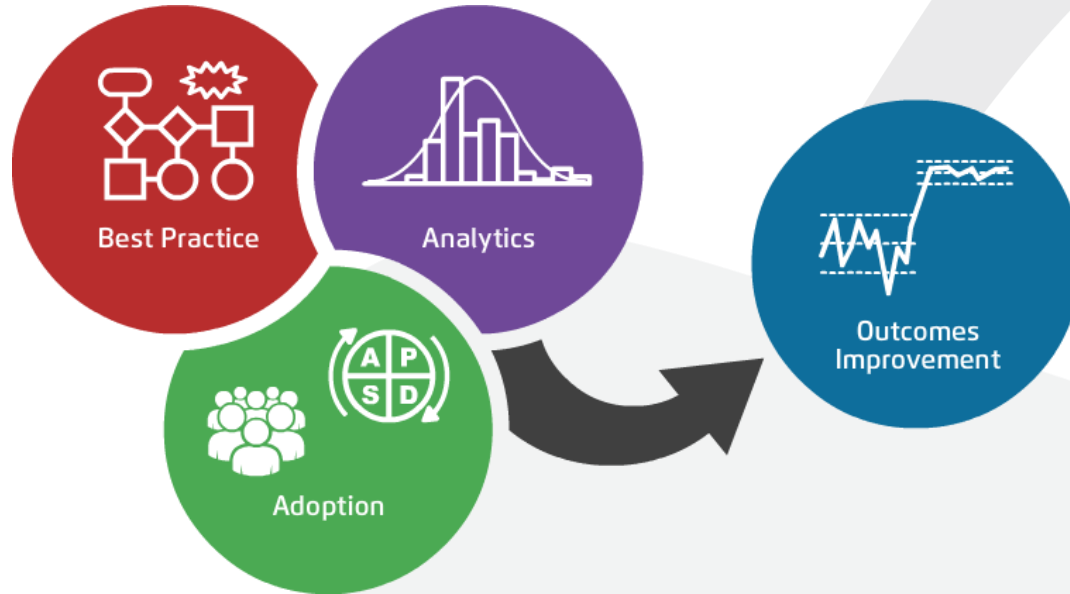 Best Practice
Analytics
A P
S D
Adoption
Outcomes
Improvement